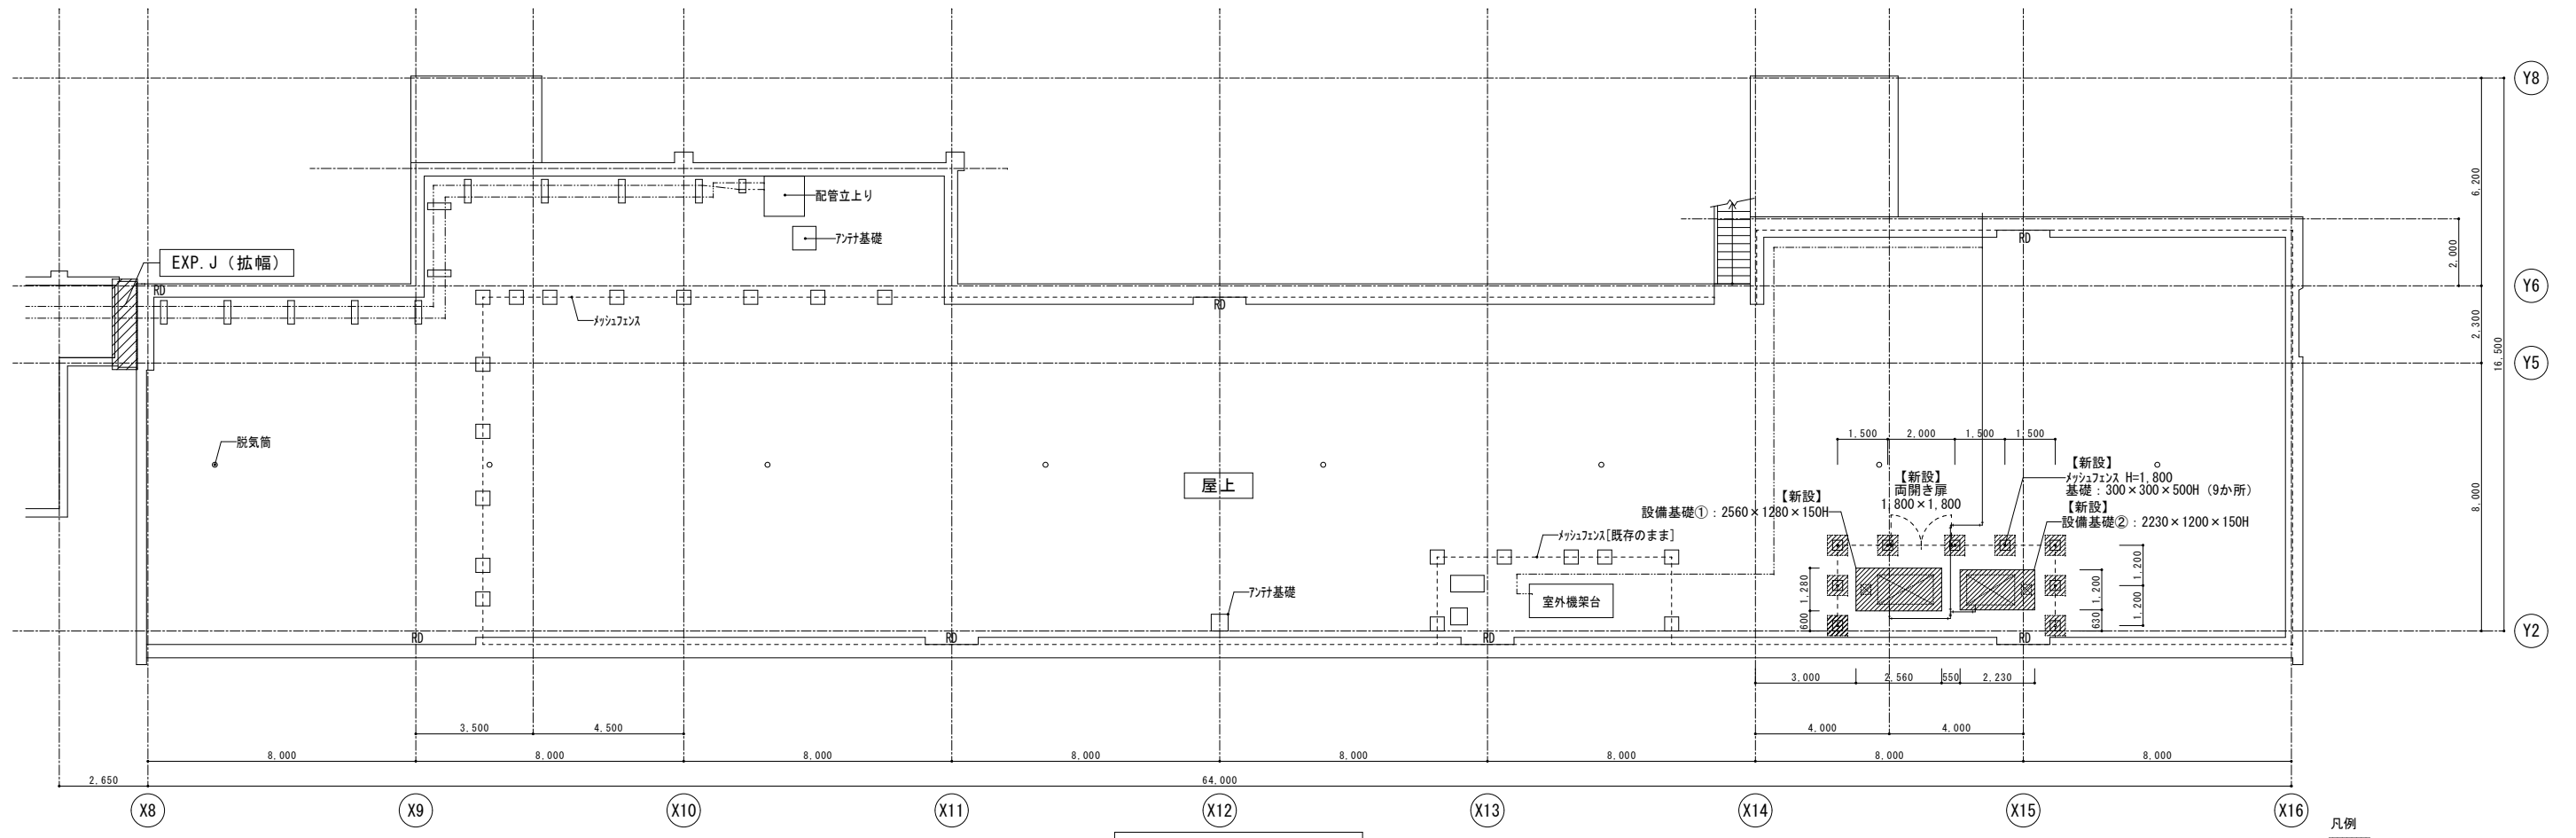 Y8
6,200
配管立上り
ｱﾝﾃﾅ基礎
2,000
EXP.J（拡幅）
RD
RD
Y6
RD
ﾒｯｼｭﾌｪﾝｽ
2,300
16,500
Y5
1,500
2,000
1,500
1,500
脱気筒
屋上
【新設】
両開き扉
1,800×1,800
【新設】
ﾒｯｼｭﾌｪﾝｽ H=1,800
基礎：300×300×500H（9か所）
【新設】
設備基礎①：2560×1280×150H
【新設】
設備基礎②：2230×1200×150H
8,000
ﾒｯｼｭﾌｪﾝｽ[既存のまま]
ｱﾝﾃﾅ基礎
室外機架台
1,280
600
1,200
630
1,200
1,200
RD
RD
RD
RD
Y2
3,000
2,560
550
2,230
3,500
4,500
4,000
4,000
8,000
8,000
8,000
8,000
8,000
8,000
8,000
8,000
2,650
64,000
X8
X9
X10
X11
X12
X13
X14
X15
X16
凡例